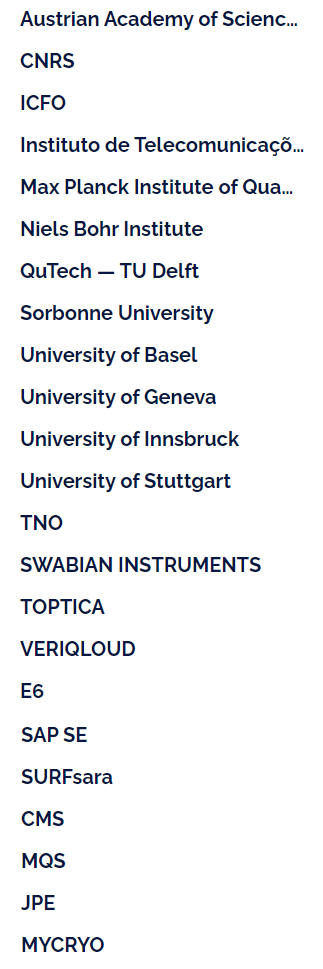 Austrian Academy of Scienc...
CNRS
ICFO
Instituto de Telecomunicaçõ...
Max Planck Institute of Qua...
Niels Bohr Institute
QuTech — TU Delft
Sorbonne University
University of Basel
University of Geneva
University of Innsbruck
University of Stuttgart
TNO
SWABIAN INSTRUMENTS
TOPTICA
VERIQLOUD
E6
SAP SE
SURFsara
CMS
MQS
JPE
MYCRYO